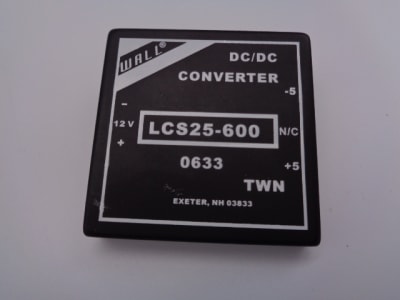 WALL®
DC/DC
CONVERTER
-5
−
12 V
LCS25-600
N/C
+
0633
+5
TWN
EXETER, NH 03833